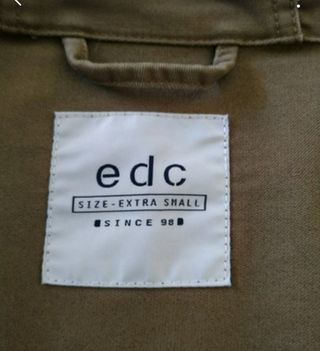 edc
SIZE-EXTRA SMALL
SINCE 98